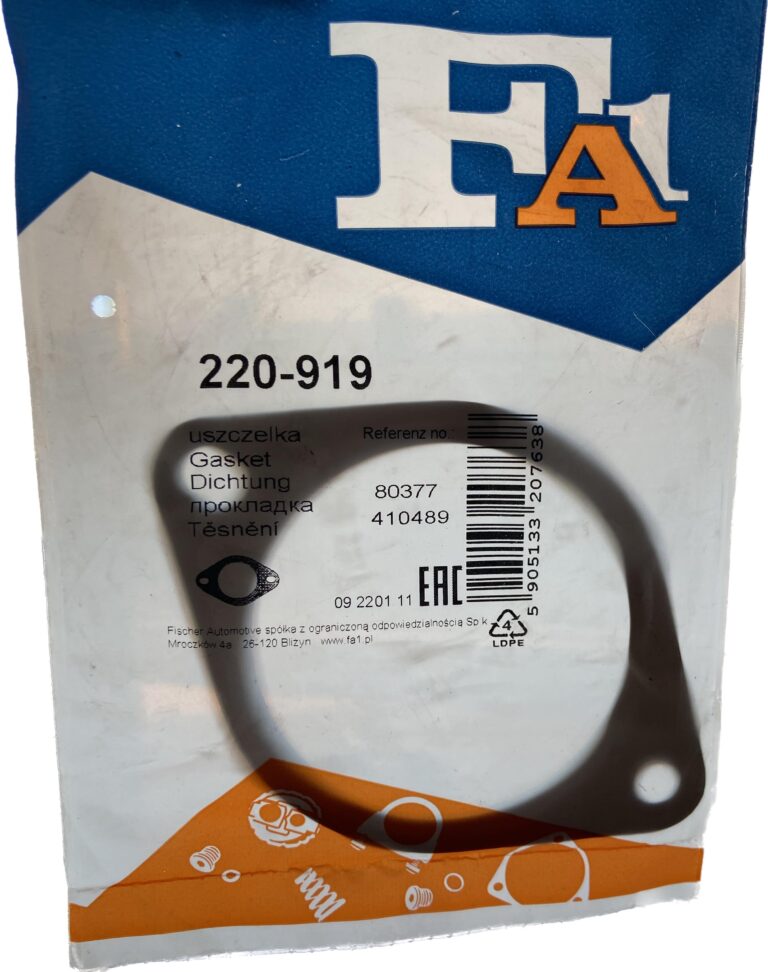 FA1
220-919
uszczelka
Gasket
Dichtung
прокладка
Těsnění
Referenz no.:
80377
410489
5 905133 207638
09 2201 11
EAC
4
LDPE
Fischer Automotive spółka z ograniczoną odpowiedzialnością Sp k
Mroczków 4a 26-120 Bliżyn www.fa1.pl